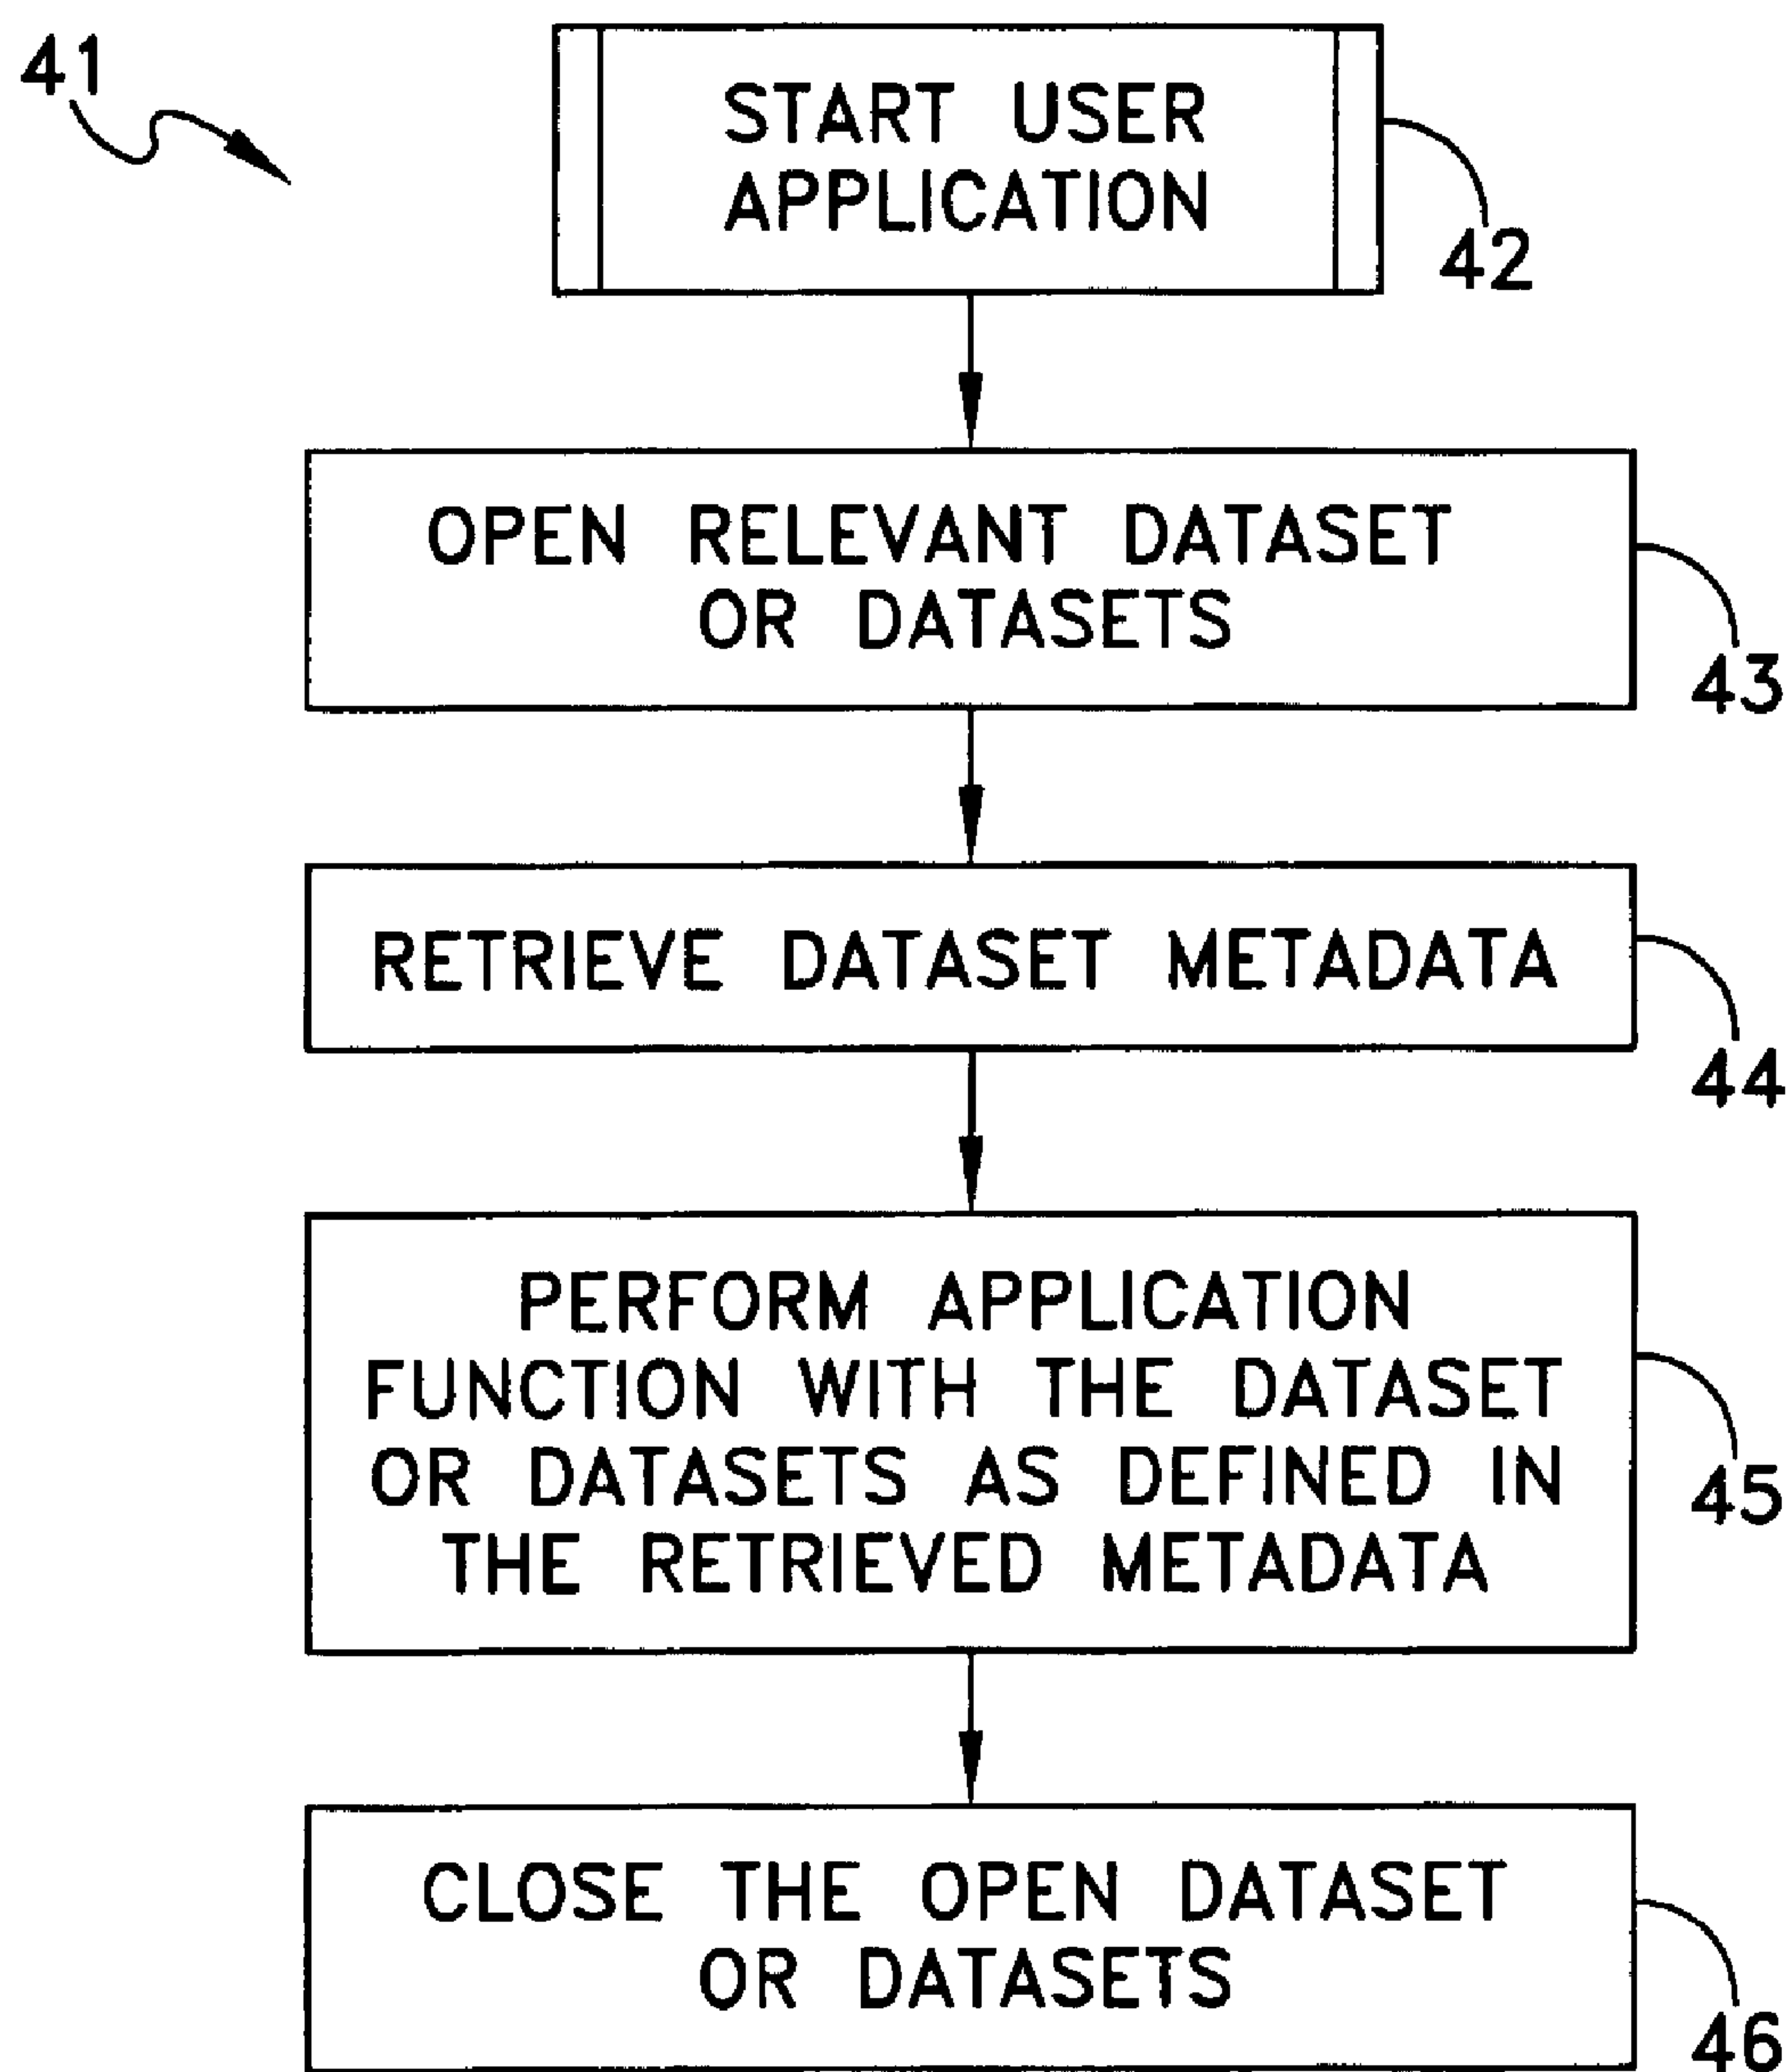 41
START USER
APPLICATION
42
OPEN RELEVANT DATASET
OR DATASETS
43
RETRIEVE DATASET METADATA
44
PERFORM APPLICATION
FUNCTION WITH THE DATASET
OR DATASETS AS DEFINED IN
THE RETRIEVED METADATA
45
CLOSE THE OPEN DATASET
OR DATASETS
46